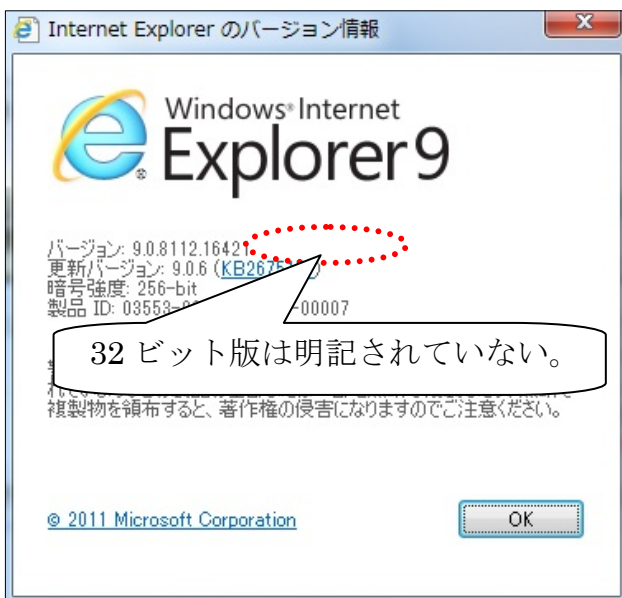 Internet Explorer のバージョン情報
Windows® Internet
Explorer 9
バージョン: 9.0.8112.16421
更新バージョン: 9.0.6 (KB267
暗号強度: 256-bit
製品 ID: 03553- -00007
32 ビット版は明記されていない。
複製物を頒布すると、著作権の侵害になりますのでご注意ください。
© 2011 Microsoft Corporation
OK